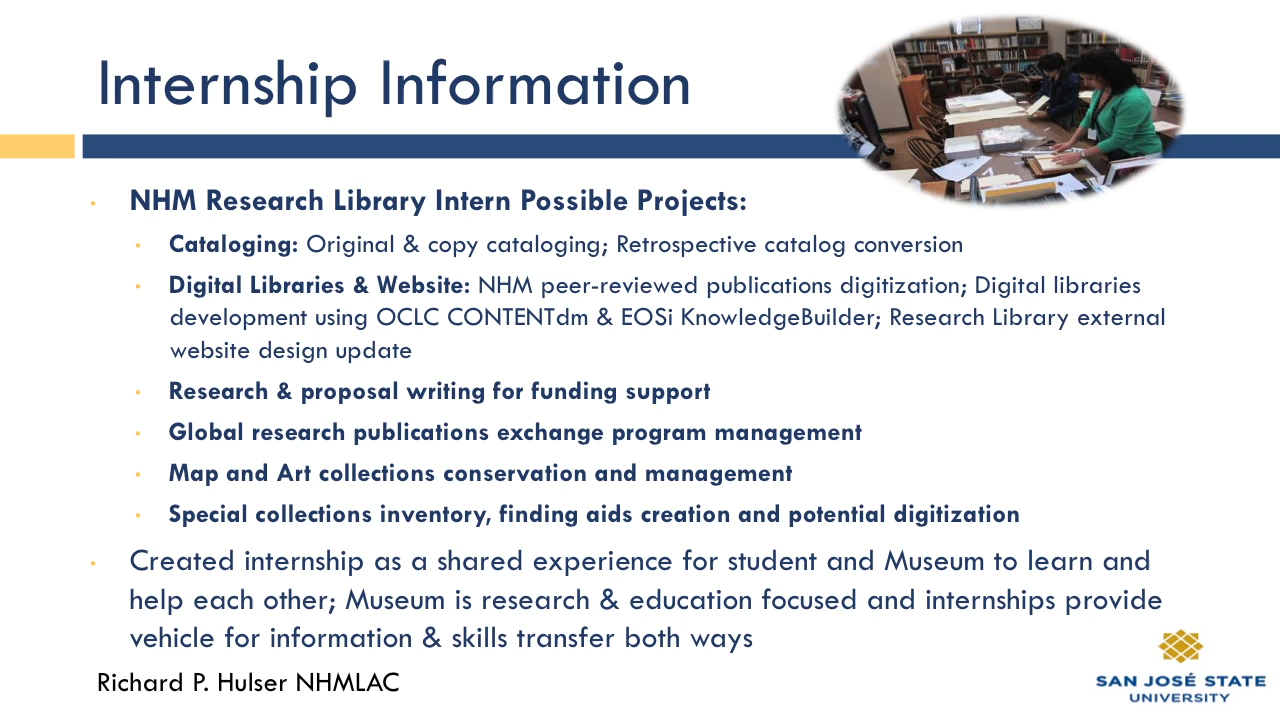 Internship Information
• NHM Research Library Intern Possible Projects:
• Cataloging: Original & copy cataloging; Retrospective catalog conversion
• Digital Libraries & Website: NHM peer-reviewed publications digitization; Digital libraries
development using OCLC CONTENTdm & EOSi KnowledgeBuilder; Research Library external
website design update
• Research & proposal writing for funding support
• Global research publications exchange program management
• Map and Art collections conservation and management
• Special collections inventory, finding aids creation and potential digitization
• Created internship as a shared experience for student and Museum to learn and
help each other; Museum is research & education focused and internships provide
vehicle for information & skills transfer both ways
Richard P. Hulser NHMLAC
SAN JOSÉ STATE
UNIVERSITY